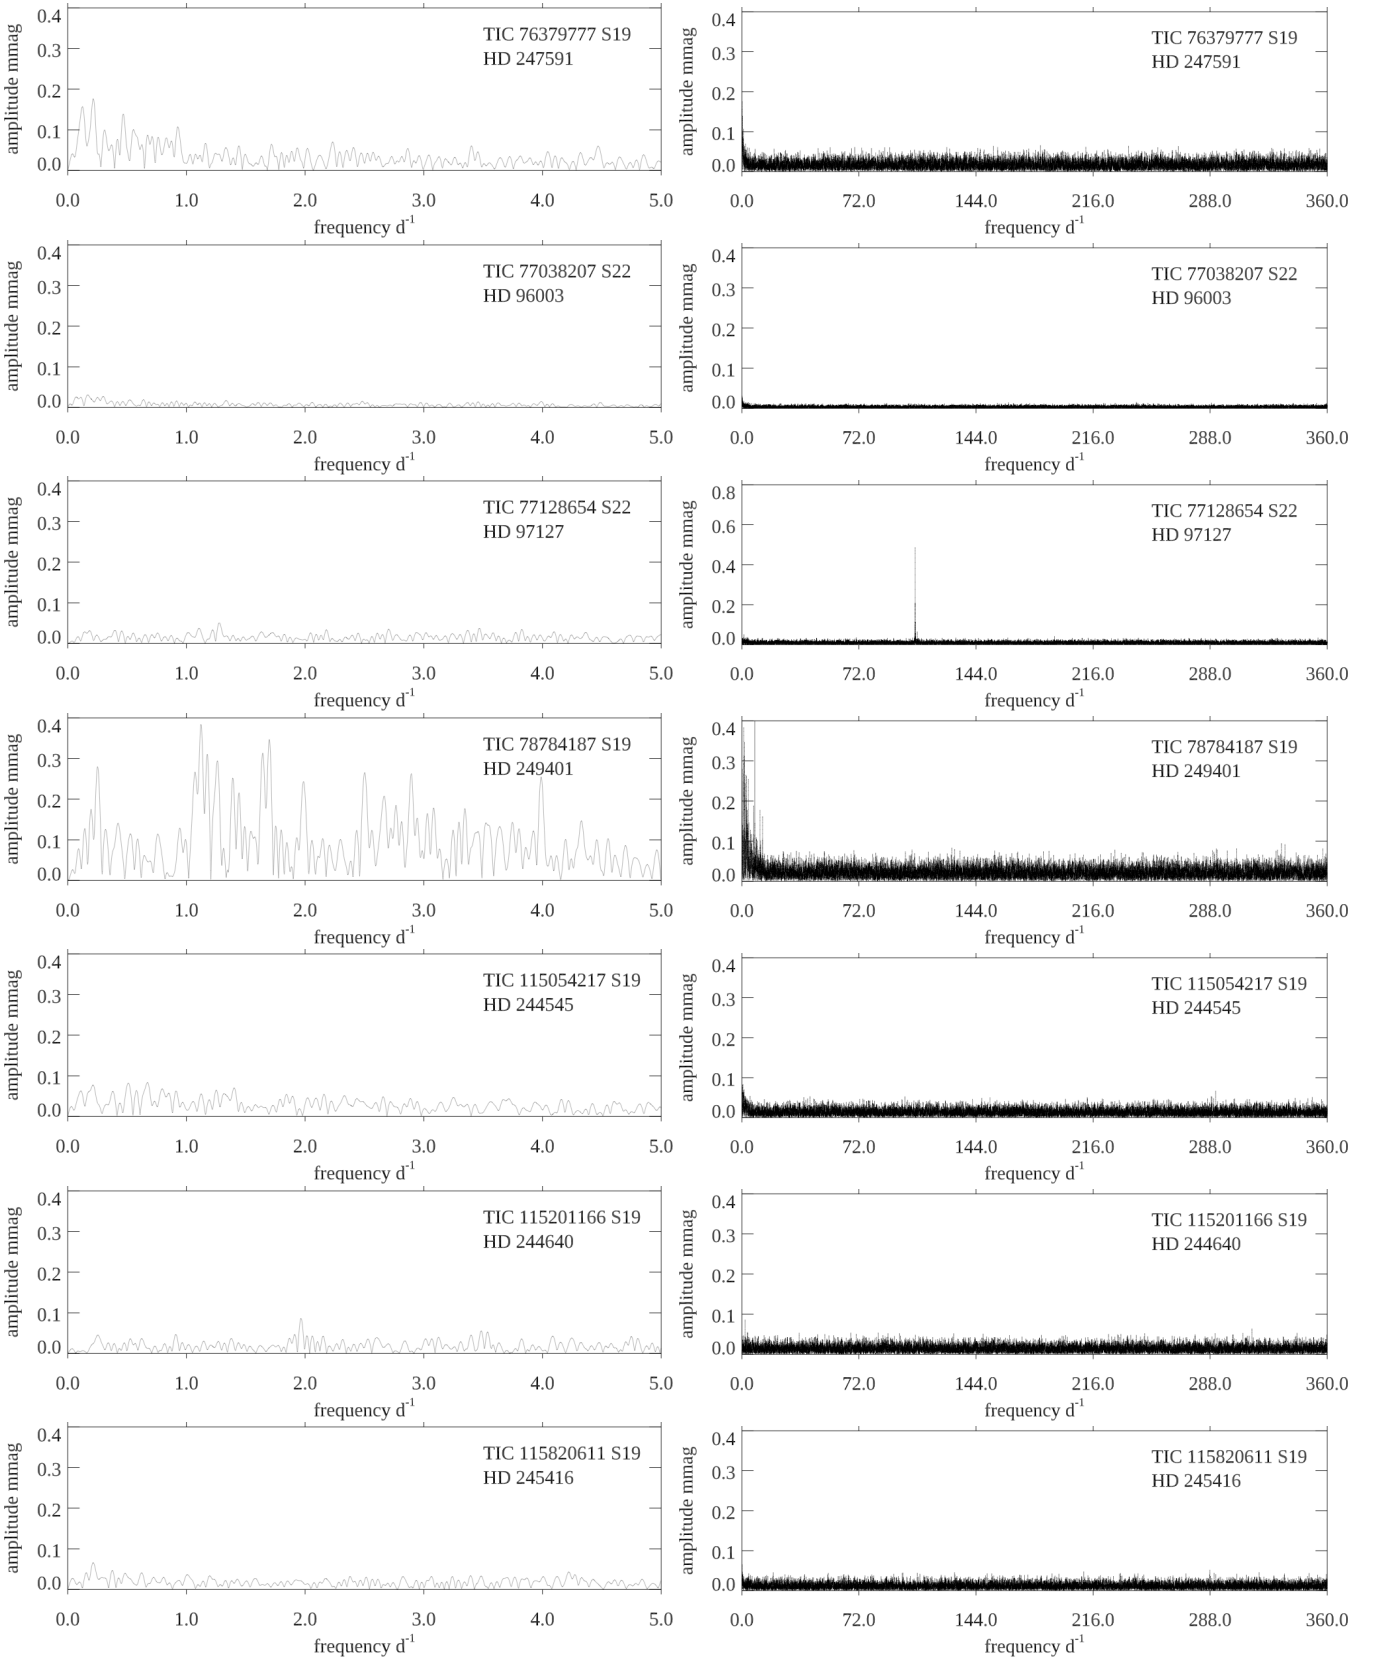 amplitude mmag
0.4
0.3
0.2
0.1
0.0
TIC 76379777 S19
HD 247591
0.0 1.0 2.0 3.0 4.0 5.0
frequency d-1
amplitude mmag
0.4
0.3
0.2
0.1
0.0
TIC 76379777 S19
HD 247591
0.0 72.0 144.0 216.0 288.0 360.0
frequency d-1
amplitude mmag
0.4
0.3
0.2
0.1
0.0
TIC 77038207 S22
HD 96003
0.0 1.0 2.0 3.0 4.0 5.0
frequency d-1
amplitude mmag
0.4
0.3
0.2
0.1
0.0
TIC 77038207 S22
HD 96003
0.0 72.0 144.0 216.0 288.0 360.0
frequency d-1
amplitude mmag
0.4
0.3
0.2
0.1
0.0
TIC 77128654 S22
HD 97127
0.0 1.0 2.0 3.0 4.0 5.0
frequency d-1
amplitude mmag
0.8
0.6
0.4
0.2
0.0
TIC 77128654 S22
HD 97127
0.0 72.0 144.0 216.0 288.0 360.0
frequency d-1
amplitude mmag
0.4
0.3
0.2
0.1
0.0
TIC 78784187 S19
HD 249401
0.0 1.0 2.0 3.0 4.0 5.0
frequency d-1
amplitude mmag
0.4
0.3
0.2
0.1
0.0
TIC 78784187 S19
HD 249401
0.0 72.0 144.0 216.0 288.0 360.0
frequency d-1
amplitude mmag
0.4
0.3
0.2
0.1
0.0
TIC 115054217 S19
HD 244545
0.0 1.0 2.0 3.0 4.0 5.0
frequency d-1
amplitude mmag
0.4
0.3
0.2
0.1
0.0
TIC 115054217 S19
HD 244545
0.0 72.0 144.0 216.0 288.0 360.0
frequency d-1
amplitude mmag
0.4
0.3
0.2
0.1
0.0
TIC 115201166 S19
HD 244640
0.0 1.0 2.0 3.0 4.0 5.0
frequency d-1
amplitude mmag
0.4
0.3
0.2
0.1
0.0
TIC 115201166 S19
HD 244640
0.0 72.0 144.0 216.0 288.0 360.0
frequency d-1
amplitude mmag
0.4
0.3
0.2
0.1
0.0
TIC 115820611 S19
HD 245416
0.0 1.0 2.0 3.0 4.0 5.0
frequency d-1
amplitude mmag
0.4
0.3
0.2
0.1
0.0
TIC 115820611 S19
HD 245416
0.0 72.0 144.0 216.0 288.0 360.0
frequency d-1